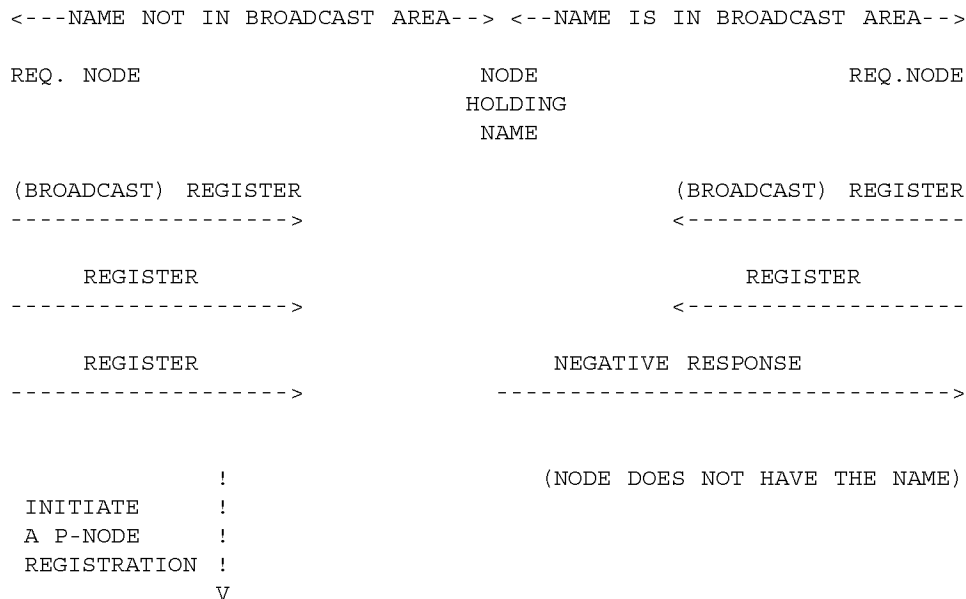 <---NAME NOT IN BROADCAST AREA--> <--NAME IS IN BROADCAST AREA-->
REQ. NODE                       NODE                      REQ.NODE
                               HOLDING
                                NAME
(BROADCAST) REGISTER                          (BROADCAST) REGISTER
------------------->                          <-------------------
     REGISTER                                      REGISTER
------------------->                          <-------------------
     REGISTER                        NEGATIVE RESPONSE
------------------->             ------------------------------->
              !                      (NODE DOES NOT HAVE THE NAME)
 INITIATE     !
 A P-NODE     !
 REGISTRATION !
              V